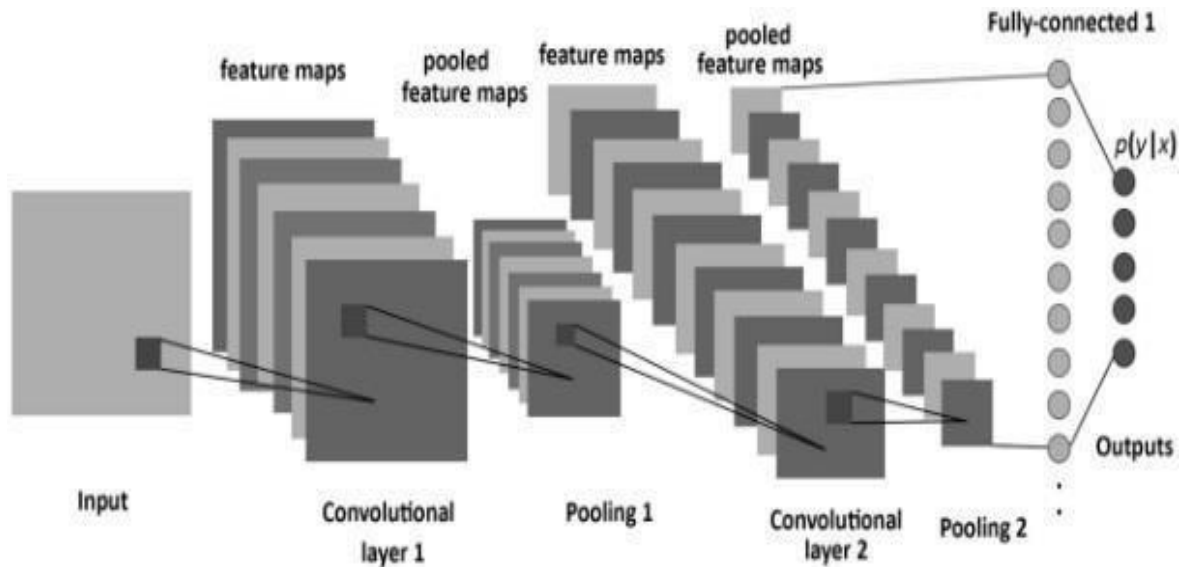 Fully-connected 1
feature maps
pooled
feature maps
feature maps
pooled
feature maps
p(y|x)
Input
Convolutional
layer 1
Pooling 1
Convolutional
layer 2
Pooling 2
Outputs